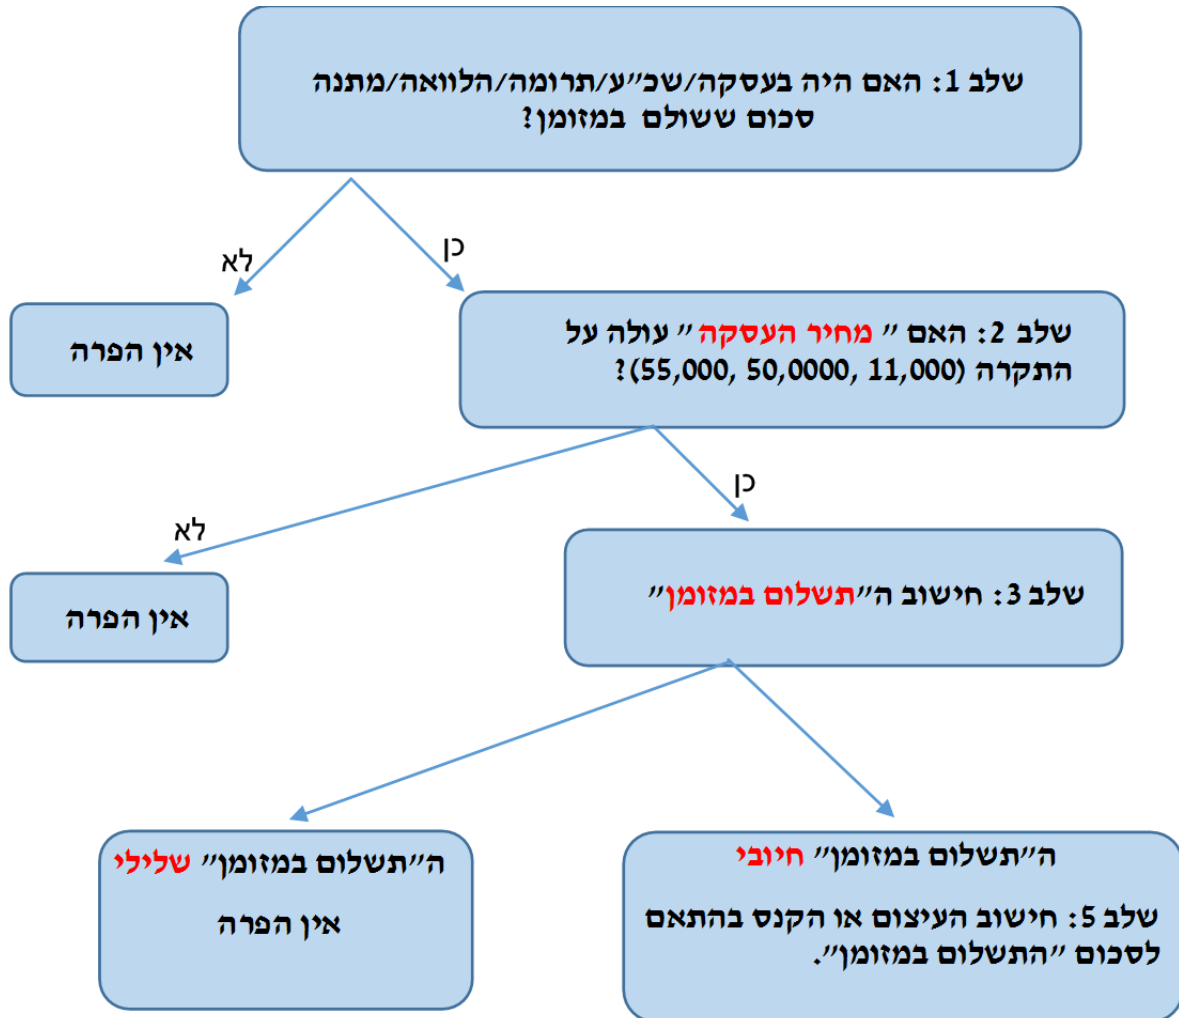 שלב 1: האם היה בעסקה/שכ״ע/תרומה/הלוואה/מתנה
סכום ששולם במזומן?
כן
לא
שלב 2: האם ״ מחיר העסקה ״ עולה על
התקרה (11,000 ,50,0000 ,55,000)?
אין הפרה
כן
לא
שלב 3: חישוב ה״תשלום במזומן״
אין הפרה
ה״תשלום במזומן״ חיובי
שלב 5: חישוב העיצום או הקנס בהתאם
לסכום ״התשלום במזומן״.
ה״תשלום במזומן״ שלילי
אין הפרה